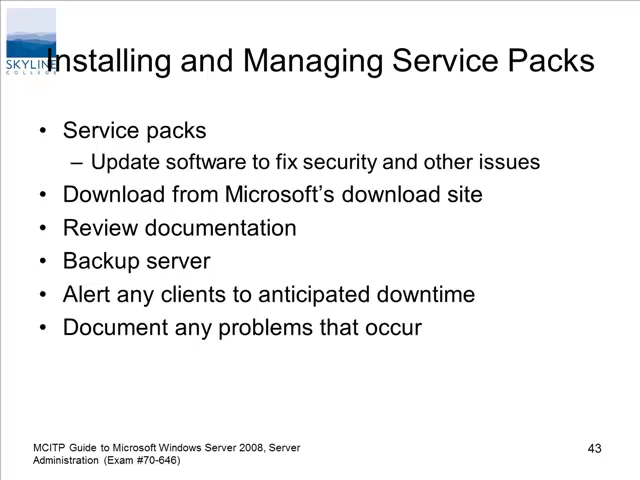 SKYLINE
COLLEGE
Installing and Managing Service Packs
• Service packs
– Update software to fix security and other issues
• Download from Microsoft’s download site
• Review documentation
• Backup server
• Alert any clients to anticipated downtime
• Document any problems that occur
MCITP Guide to Microsoft Windows Server 2008, Server
Administration (Exam #70-646)
43